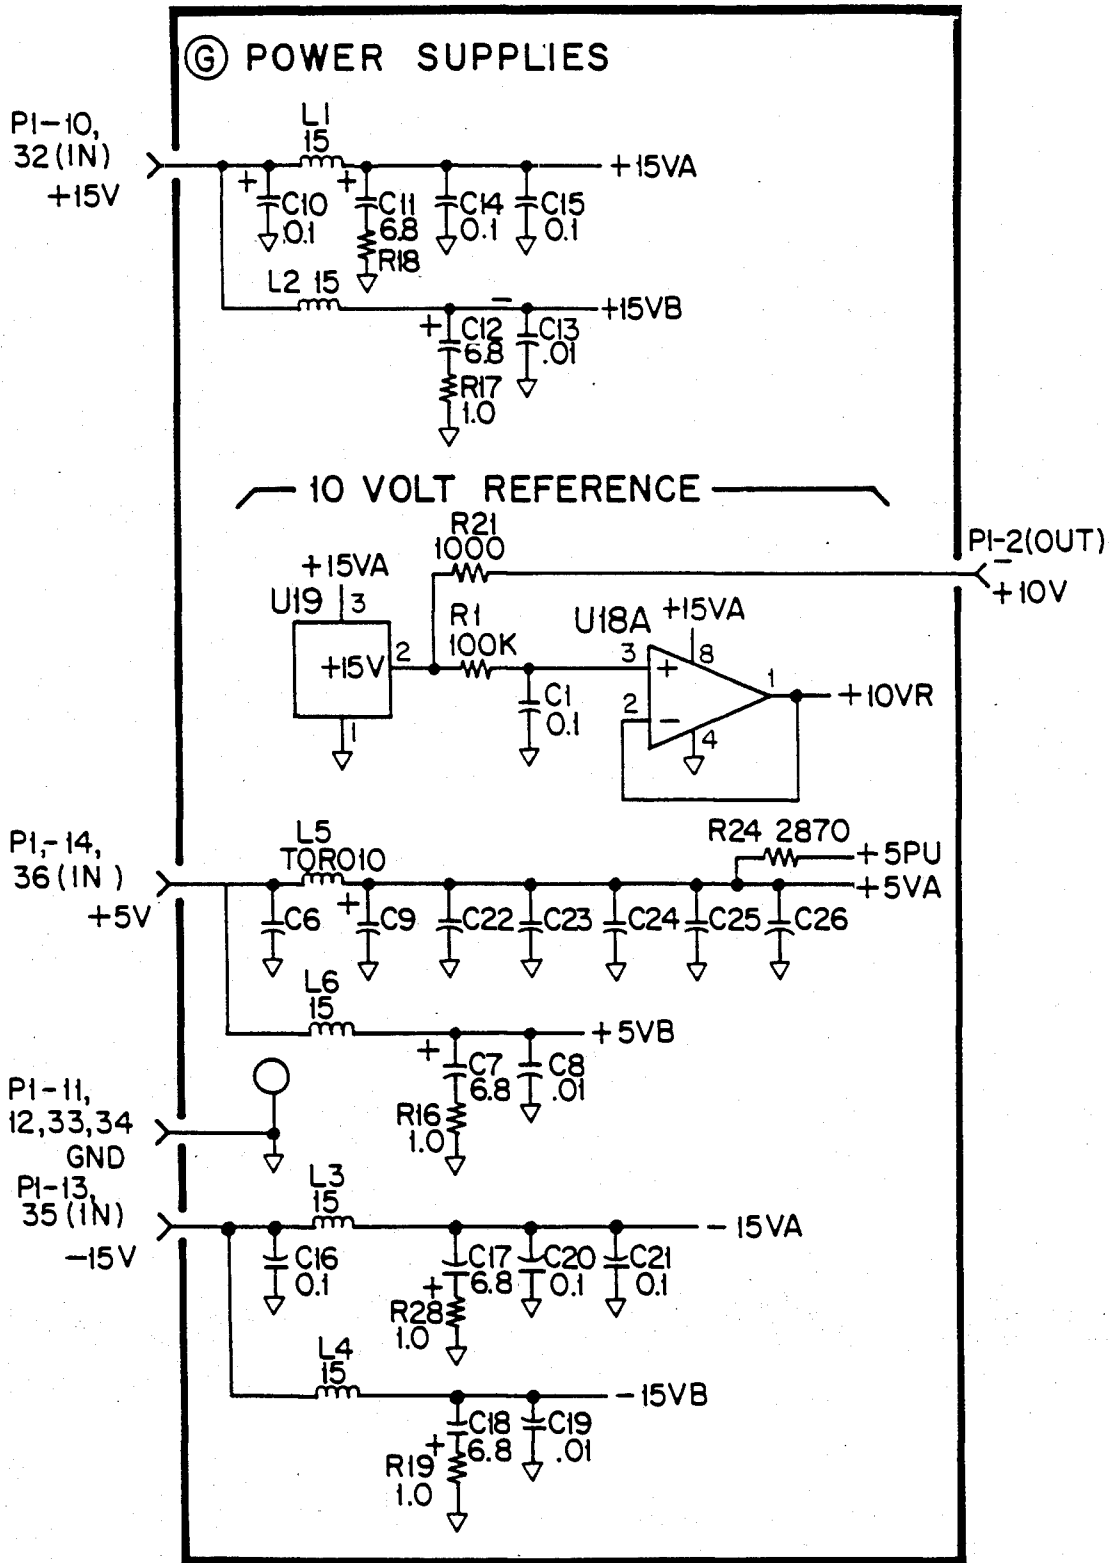 G POWER SUPPLIES
P1-10,
32(IN)
+15V
L1
15
+15VA
+
C10
0.1
+
C11
6.8
R18
C14
0.1
C15
0.1
L2 15
-
+15VB
+
C12
6.8
R17
1.0
C13
.01
10 VOLT REFERENCE
R21
1000
P1-2(OUT)
-
+10V
+15VA
3
U19
+15V
2
1
R1
100K
C1
0.1
U18A
+15VA
8
3
+
2
-
4
1
+10VR
P1,-14,
36(IN)
+5V
L5
TORO10
R24 2870
+5PU
+5VA
C6
+
C9
C22
C23
C24
C25
C26
L6
15
+5VB
+
C7
6.8
C8
.01
R16
1.0
P1-11,
12,33,34
GND
P1-13,
35(IN)
-15V
L3
15
-15VA
C16
0.1
C17
6.8
+
R28
1.0
C20
0.1
C21
0.1
L4
15
-15VB
C18
6.8
+
R19
1.0
C19
.01